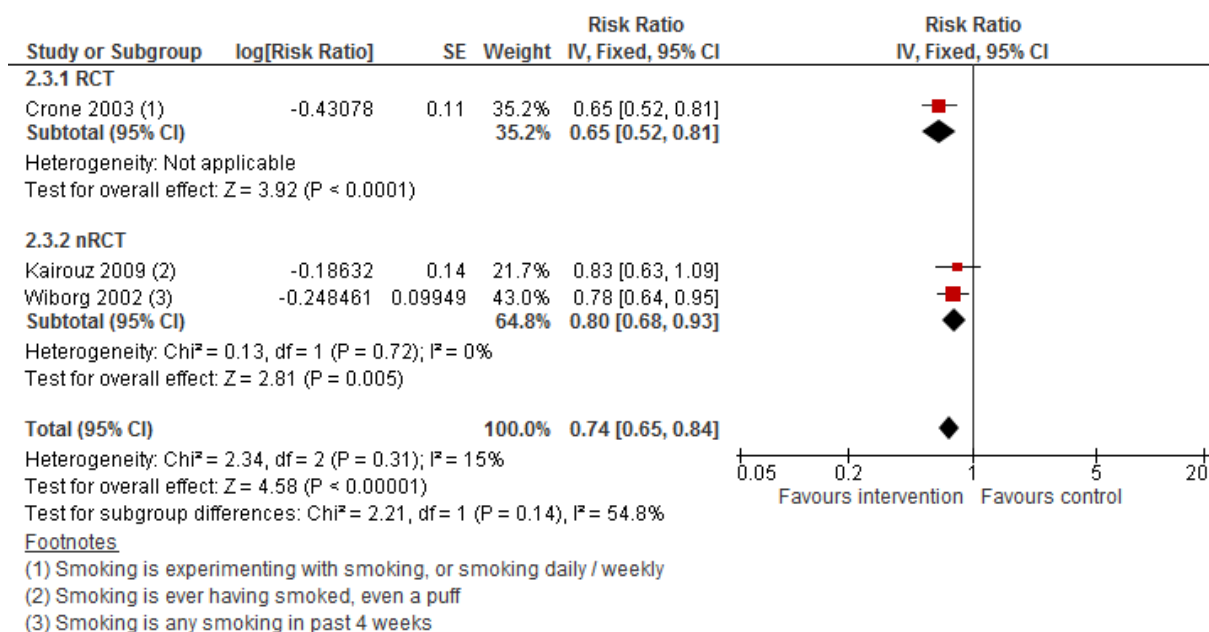 Risk Ratio Risk Ratio
Study or Subgroup log[Risk Ratio] SE Weight IV, Fixed, 95% CI IV, Fixed, 95% CI
2.3.1 RCT
Crone 2003 (1) -0.43078 0.11 35.2% 0.65 [0.52, 0.81]
Subtotal (95% CI) 35.2% 0.65 [0.52, 0.81]
Heterogeneity: Not applicable
Test for overall effect: Z = 3.92 (P < 0.0001)
2.3.2 nRCT
Kairouz 2009 (2) -0.18632 0.14 21.7% 0.83 [0.63, 1.09]
Wiborg 2002 (3) -0.248461 0.09949 43.0% 0.78 [0.64, 0.95]
Subtotal (95% CI) 64.8% 0.80 [0.68, 0.93]
Heterogeneity: Chi² = 0.13, df = 1 (P = 0.72); I² = 0%
Test for overall effect: Z = 2.81 (P = 0.005)
Total (95% CI) 100.0% 0.74 [0.65, 0.84]
Heterogeneity: Chi² = 2.34, df = 2 (P = 0.31); I² = 15%
Test for overall effect: Z = 4.58 (P < 0.00001)
Test for subgroup differences: Chi² = 2.21, df = 1 (P = 0.14), I² = 54.8%
0.05 0.2 1 5 20
Favours intervention Favours control
Footnotes
(1) Smoking is experimenting with smoking, or smoking daily / weekly
(2) Smoking is ever having smoked, even a puff
(3) Smoking is any smoking in past 4 weeks